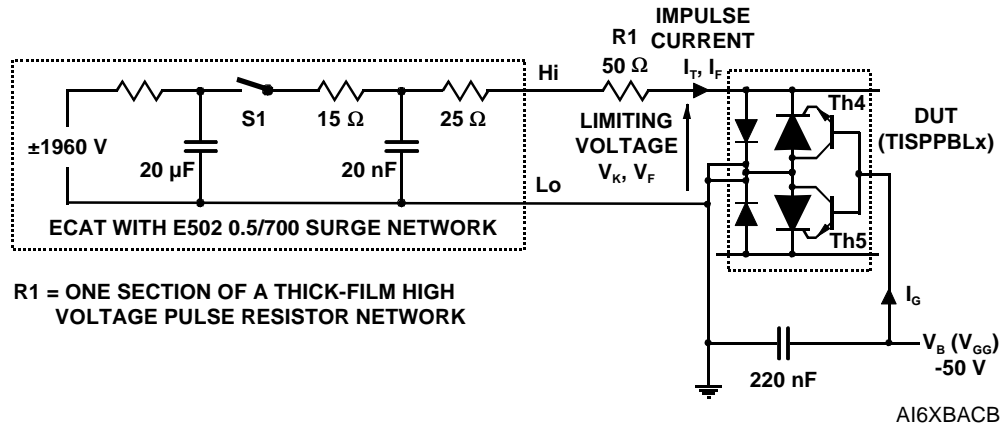 IMPULSE
CURRENT
I_T, I_F
R1
50 Ω
Hi
Th4
DUT
(TISPPBLx)
S1
15 Ω
25 Ω
±1960 V
20 µF
20 nF
LIMITING
VOLTAGE
V_K, V_F
Lo
ECAT WITH E502 0.5/700 SURGE NETWORK
Th5
R1 = ONE SECTION OF A THICK-FILM HIGH
VOLTAGE PULSE RESISTOR NETWORK
I_G
V_B (V_GG)
-50 V
220 nF
AI6XBACB